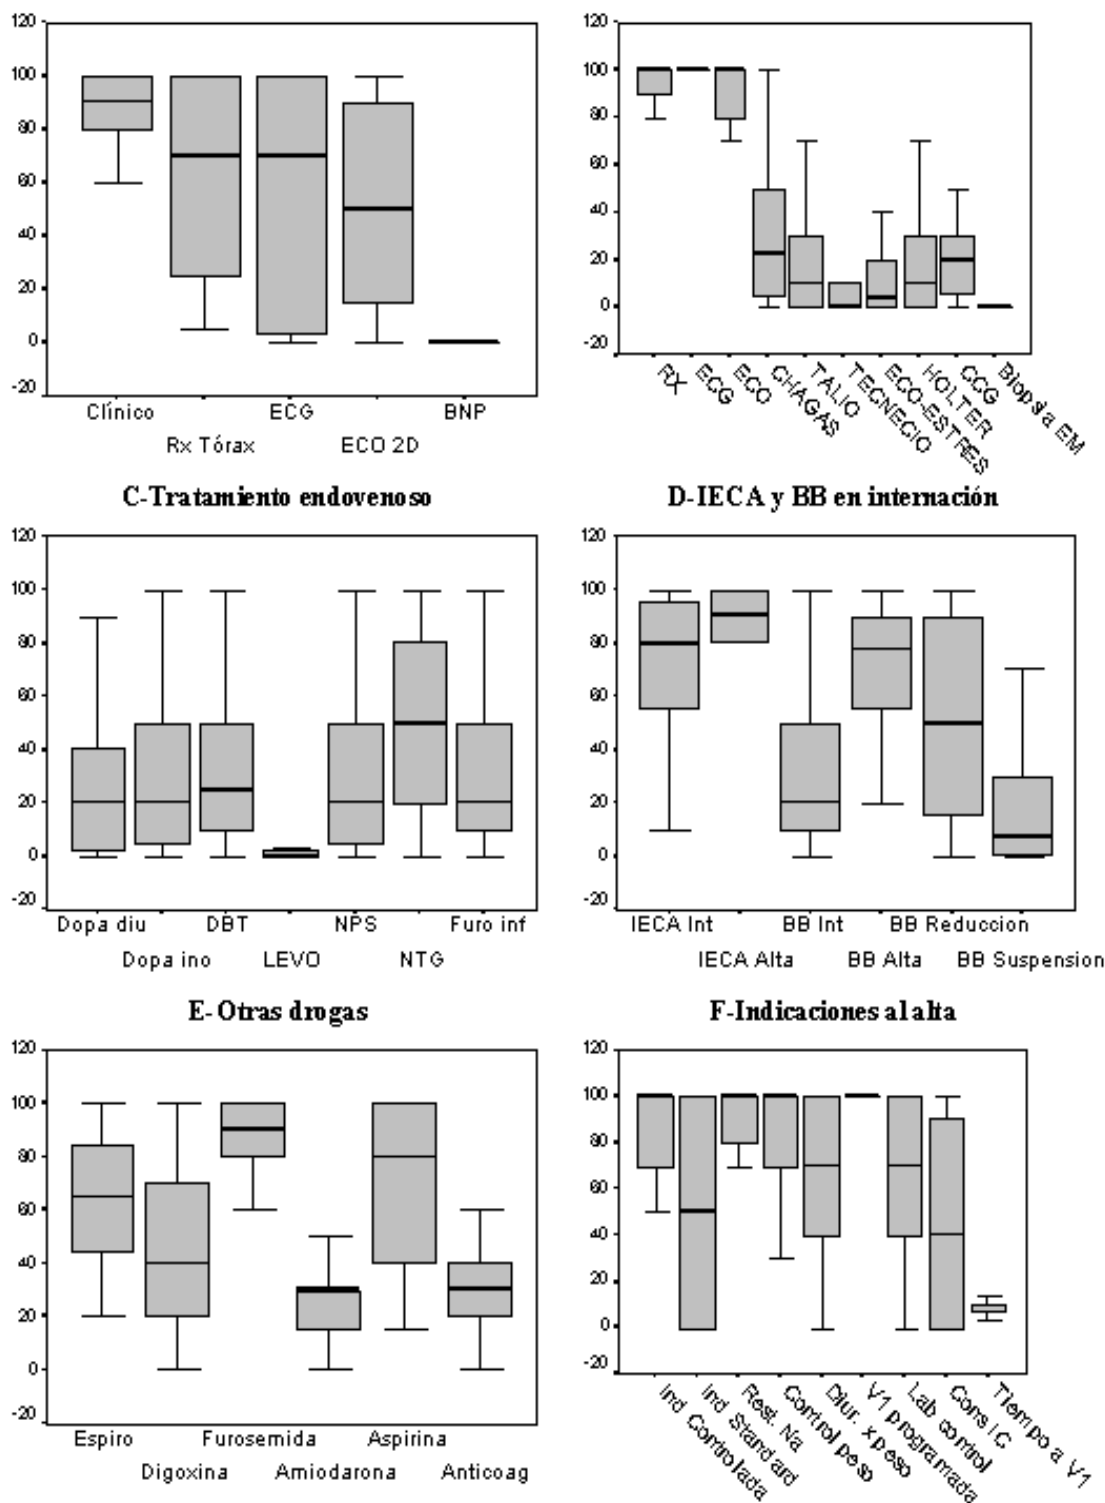 120
100
80
60
40
20
0
-20
Clínico
ECG
BNP
Rx Tórax
ECO 2D
120
100
80
60
40
20
0
-20
RX
ECG
ECO
CHAGAS
TALIO
TECNECIO
ECO-ESTRES
HOLTER
CCG
Biopsia EM
C-Tratamiento endovenoso
120
100
80
60
40
20
0
-20
Dopa diu
DBT
NPS
Furo inf
Dopa ino
LEVO
NTG
D-IECA y BB en internación
120
100
80
60
40
20
0
-20
IECA Int
BB Int
BB Reduccion
IECA Alta
BB Alta
BB Suspension
E-Otras drogas
120
100
80
60
40
20
0
-20
Espiro
Furosemida
Aspirina
Digoxina
Amiodarona
Anticoag
F-Indicaciones al alta
120
100
80
60
40
20
0
-20
Ind Controlada
Ind Standard
Rest. Na
Control peso
Diur. x peso
V1 programada
Lab control
Cons IC
Tiempo a V1